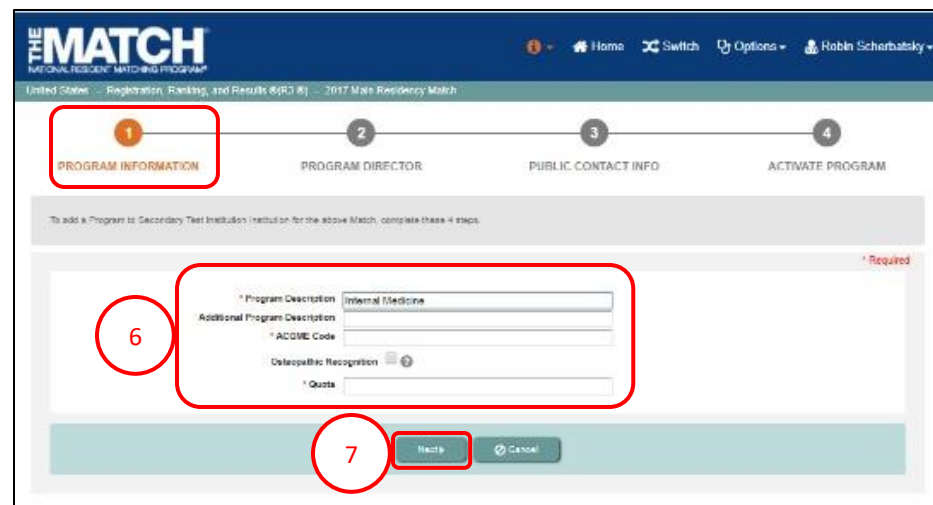 THE MATCH
NATIONAL RESIDENT MATCHING PROGRAM®
Home Switch Options Robin Scherbatsky
United States Registration, Ranking, and Results ®(R3 ®) 2017 Main Residency Match
1 2 3 4
PROGRAM INFORMATION PROGRAM DIRECTOR PUBLIC CONTACT INFO ACTIVATE PROGRAM
To add a Program to Secondary Test Institution Institution for the above Match, complete these 4 steps.
* Required
* Program Description Internal Medicine
Additional Program Description
6 * ACGME Code
Osteopathic Recognition
* Quota
7 Next Cancel